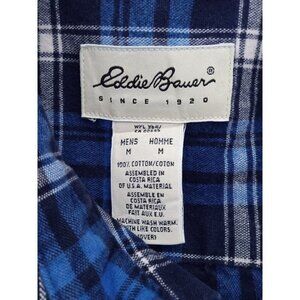 Eddie Bauer®
SINCE 1920
MENS HOMME
M M
100% COTTON/COTON
ASSEMBLED IN
COSTA RICA
OF U.S.A. MATERIAL
ASSEMBLE EN
COSTA RICA
DE MATERIAUX
FAIT AUX E.U.
MACHINE WASH WARM,
WITH LIKE COLORS.
(OVER)